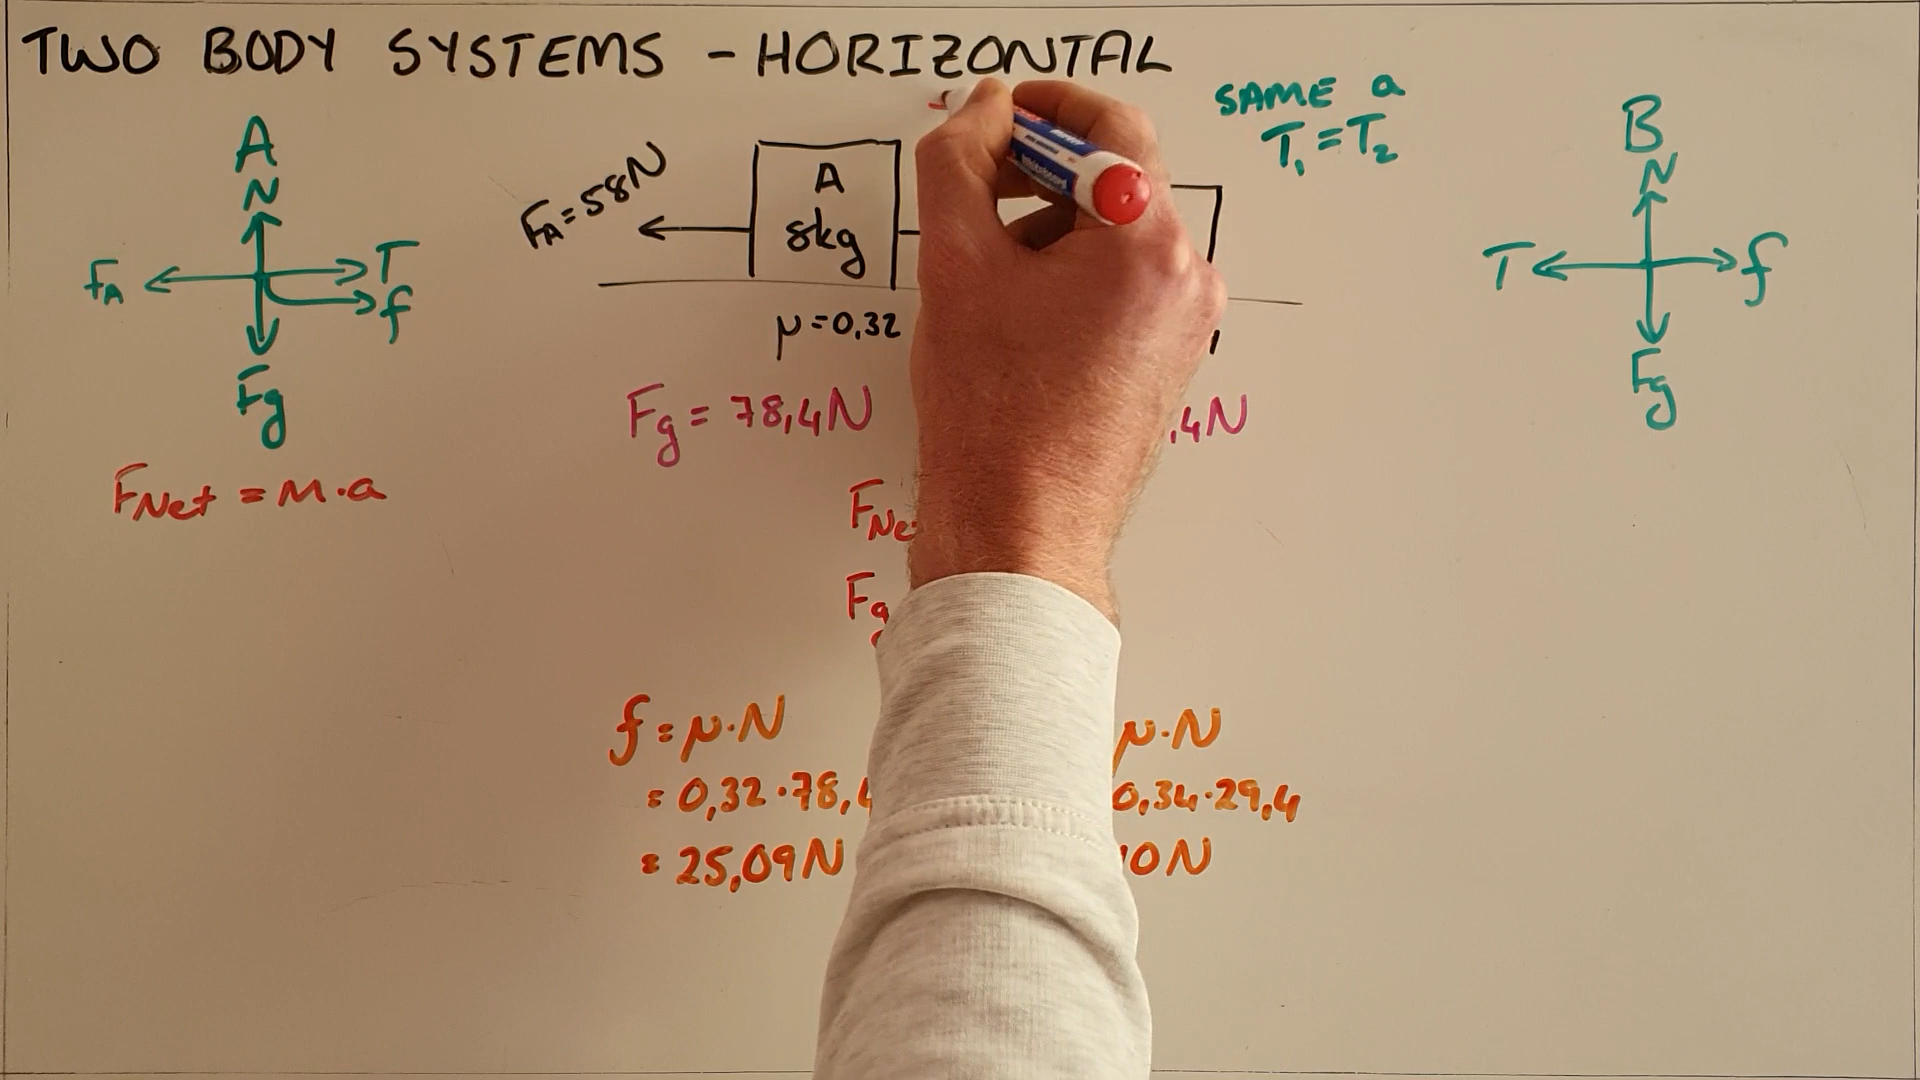 TWO BODY SYSTEMS - HORIZONTAL
SAME a
T₁ = T₂
A
N
FA
T
f
Fg
FNet = M·a
FA = 58N
A
8kg
μ = 0,32
Fg = 78,4N
,4N
FNe
Fg
f = μ·N
= 0,32·78,4
= 25,09N
μ·N
0,34·29,4
10N
B
N
T
f
Fg